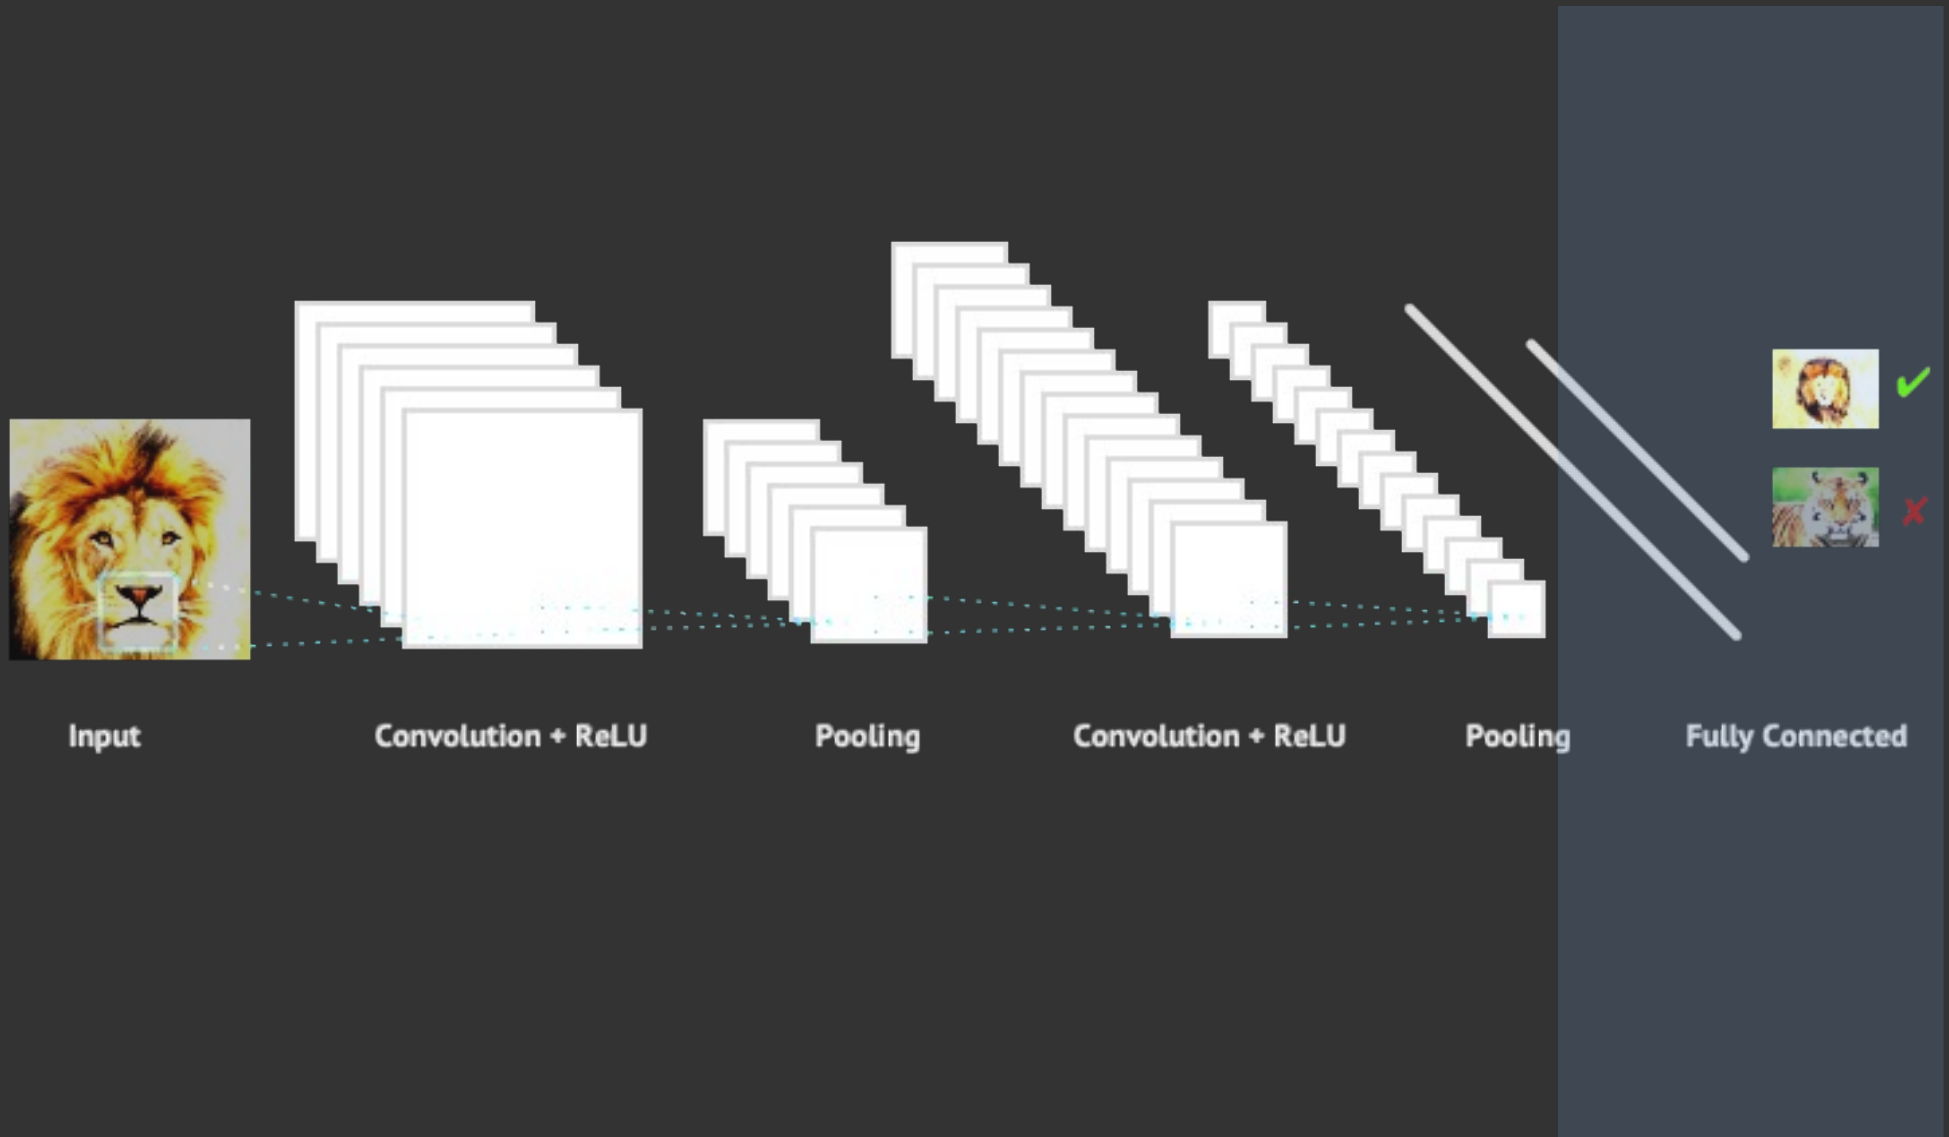 Input
Convolution + ReLU
Pooling
Convolution + ReLU
Pooling
Fully Connected